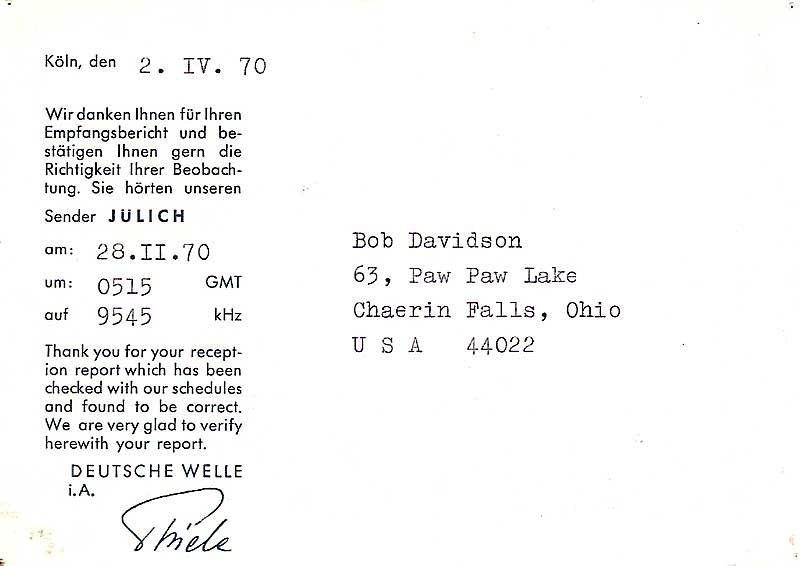 Köln, den 2. IV. 70
Wir danken Ihnen für Ihren
Empfangsbericht und be-
stätigen Ihnen gern die
Richtigkeit Ihrer Beobach-
tung. Sie hörten unseren
Sender JÜLICH
am: 28.II.70
um: 0515 GMT
auf 9545 kHz
Thank you for your recept-
ion report which has been
checked with our schedules
and found to be correct.
We are very glad to verify
herewith your report.
DEUTSCHE WELLE
i.A.
Thiele
Bob Davidson
63, Paw Paw Lake
Chaerin Falls, Ohio
U S A 44022